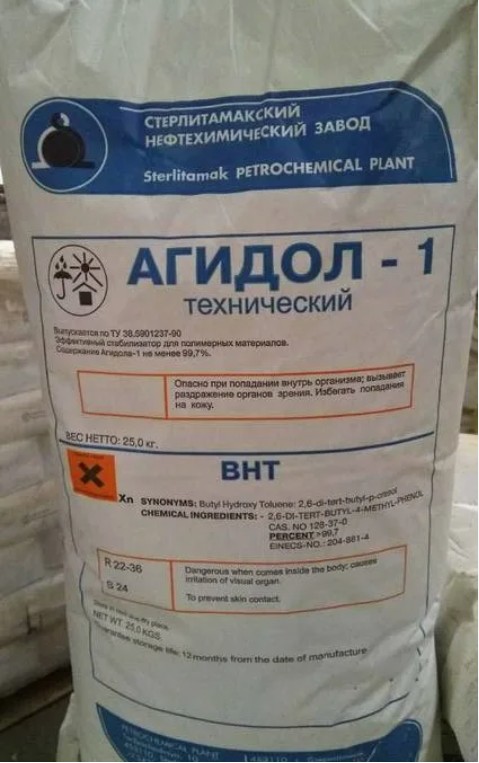 СТЕРЛИТАМАКСКИЙ
НЕФТЕХИМИЧЕСКИЙ ЗАВОД
Sterlitamak PETROCHEMICAL PLANT
АГИДОЛ - 1
технический
Выпускается по ТУ 38.5901237-90
Эффективный стабилизатор для полимерных материалов.
Содержание Агидола-1 не менее 99,7%.
Опасно при попадании внутрь организма; вызывает
раздражение органов зрения. Избегать попадания
на кожу.
ВЕС НЕТТО: 25,0 кг.
BHT
Xn SYNONYMS: Butyl Hydroxy Toluene: 2,6-di-tert-butyl-p-cresol
CHEMICAL INGREDIENTS: - 2,6-DI-TERT-BUTYL-4-METHYL-PHENOL
CAS. NO 128-37-0
PERCENT >99,7
EINECS-NO.: 204-881-4
R 22-36
Dangerous when comes inside the body; causes
irritation of visual organ.
S 24
To prevent skin contact.
place.
NET WT. 25,0 KGS.
Guarantee storage life: 12 months from the date of manufacture
PETROCHEMICAL PLANT